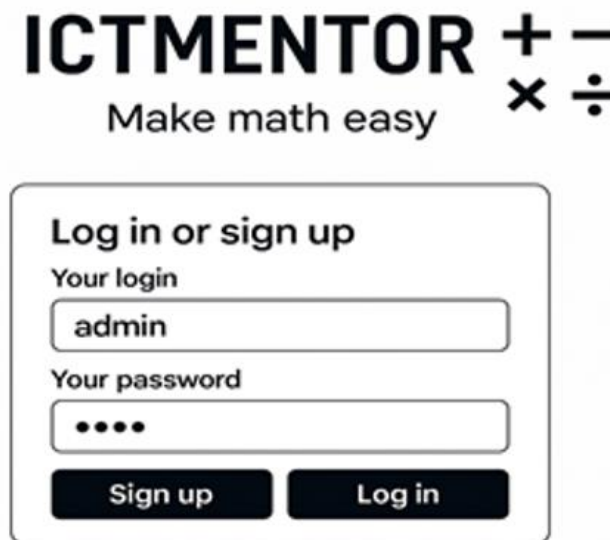 ICTMENTOR + −
× ÷
Make math easy
Log in or sign up
Your login
admin
Your password
••••
Sign up Log in